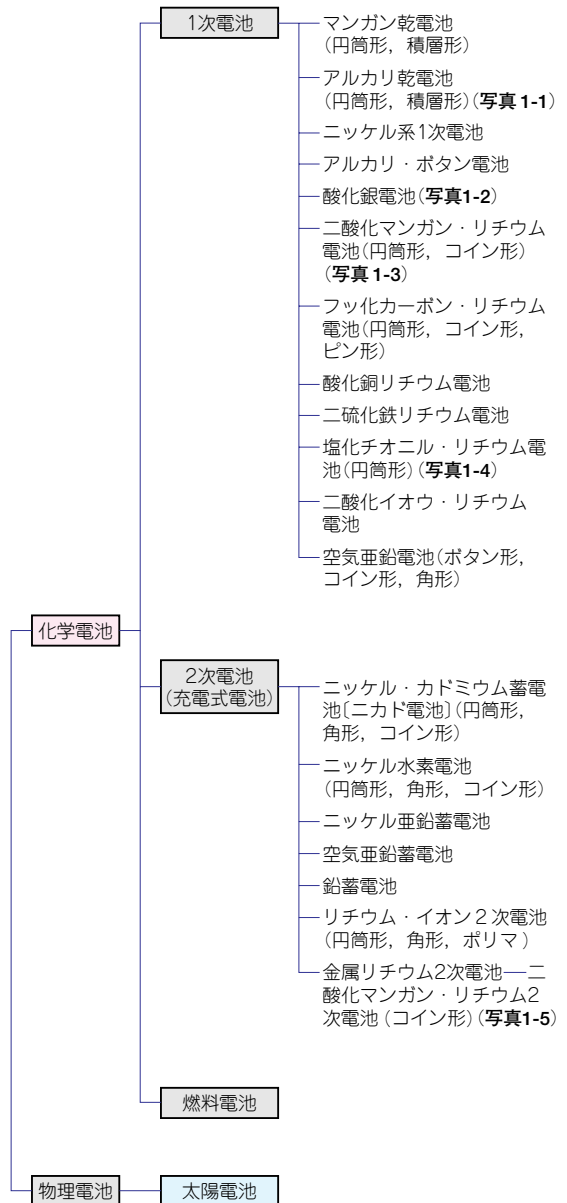 1次電池
マンガン乾電池
(円筒形，積層形)
アルカリ乾電池
(円筒形，積層形)(写真1-1)
ニッケル系1次電池
アルカリ・ボタン電池
酸化銀電池(写真1-2)
二酸化マンガン・リチウム
電池(円筒形，コイン形)
(写真1-3)
フッ化カーボン・リチウム
電池(円筒形，コイン形，
ピン形)
酸化銅リチウム電池
二硫化鉄リチウム電池
塩化チオニル・リチウム電
池(円筒形)(写真1-4)
二酸化イオウ・リチウム
電池
空気亜鉛電池(ボタン形，
コイン形，角形)
化学電池
2次電池
(充電式電池)
ニッケル・カドミウム蓄電
池〔ニカド電池〕(円筒形，
角形，コイン形)
ニッケル水素電池
(円筒形，角形，コイン形)
ニッケル亜鉛蓄電池
空気亜鉛蓄電池
鉛蓄電池
リチウム・イオン2次電池
(円筒形，角形，ポリマ)
金属リチウム2次電池—二
酸化マンガン・リチウム2
次電池(コイン形)(写真1-5)
燃料電池
物理電池
太陽電池